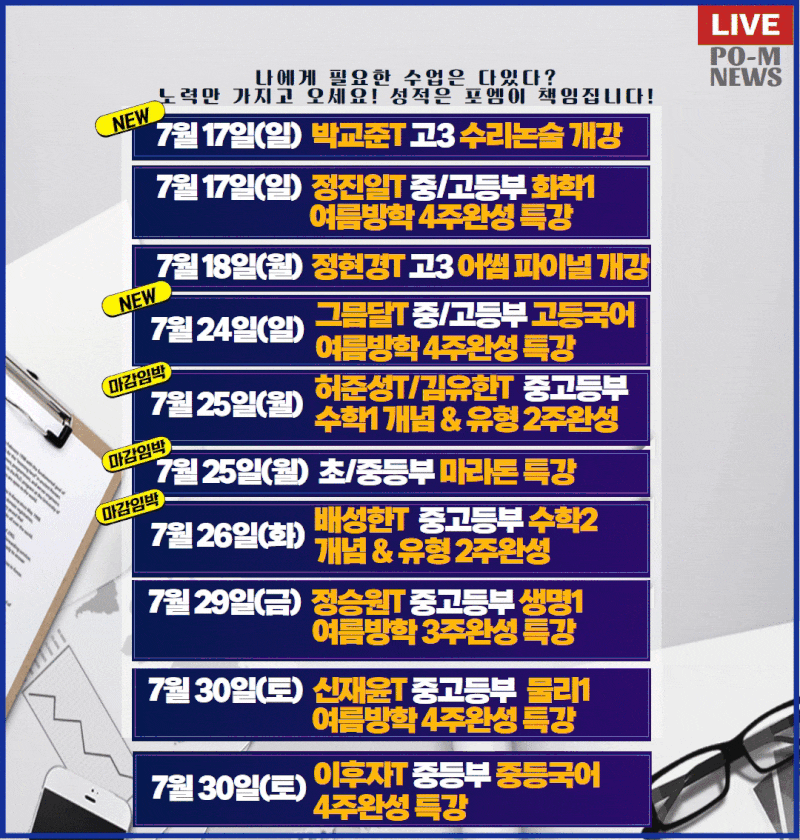 LIVE
PO-M
NEWS
나에게 필요한 수업은 다있다?
노력만 가지고 오세요! 성적은 포엠이 책임집니다!
NEW
7월 17일(일) 박교준T 고3 수리논술 개강
7월 17일(일) 정진일T 중/고등부 화학1
여름방학 4주완성 특강
7월 18일(월) 정현경T 고3 어썸 파이널 개강
NEW
7월 24일(일) 그믐달T 중/고등부 고등국어
여름방학 4주완성 특강
마감임박
7월 25일(월) 허준성T/김유한T 중고등부
수학1 개념 & 유형 2주완성
마감임박
7월 25일(월) 초/중등부 마라톤 특강
마감임박
7월 26일(화) 배성한T 중고등부 수학2
개념 & 유형 2주완성
7월 29일(금) 정승원T 중고등부 생명1
여름방학 3주완성 특강
7월 30일(토) 신재윤T 중고등부 물리1
여름방학 4주완성 특강
7월 30일(토) 이후자T 중등부 중등국어
4주완성 특강